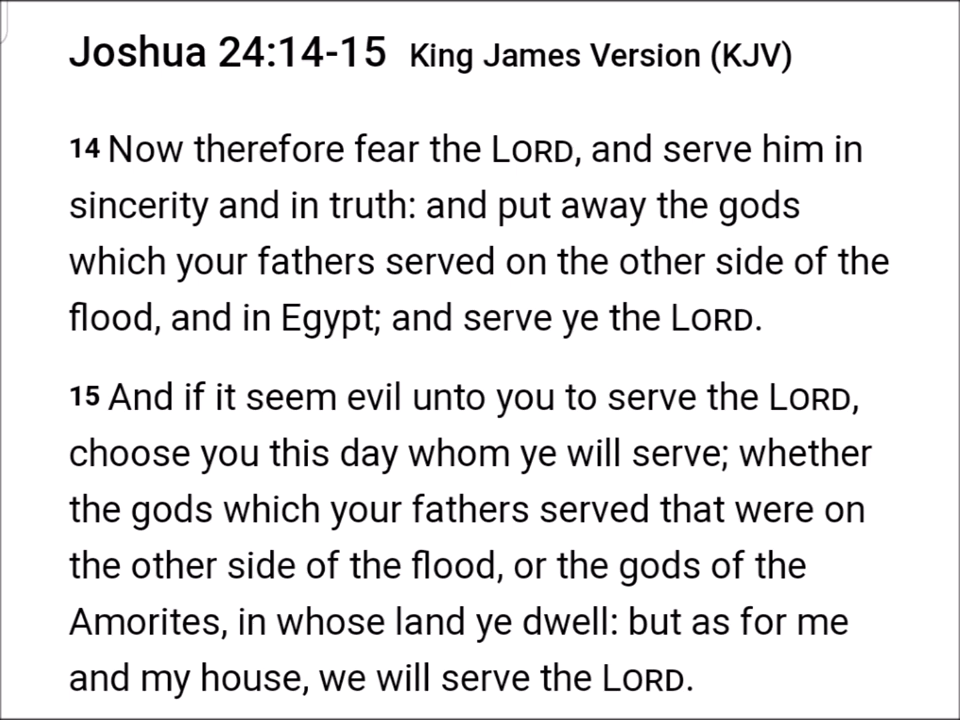 Joshua 24:14-15 King James Version (KJV)
14 Now therefore fear the LORD, and serve him in
sincerity and in truth: and put away the gods
which your fathers served on the other side of the
flood, and in Egypt; and serve ye the LORD.
15 And if it seem evil unto you to serve the LORD,
choose you this day whom ye will serve; whether
the gods which your fathers served that were on
the other side of the flood, or the gods of the
Amorites, in whose land ye dwell: but as for me
and my house, we will serve the LORD.